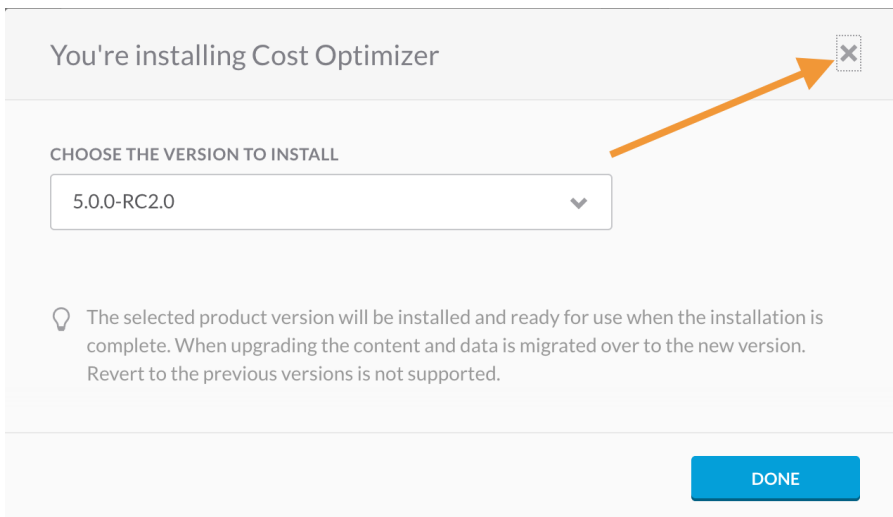 You're installing Cost Optimizer
CHOOSE THE VERSION TO INSTALL
5.0.0-RC2.0
The selected product version will be installed and ready for use when the installation is
complete. When upgrading the content and data is migrated over to the new version.
Revert to the previous versions is not supported.
DONE